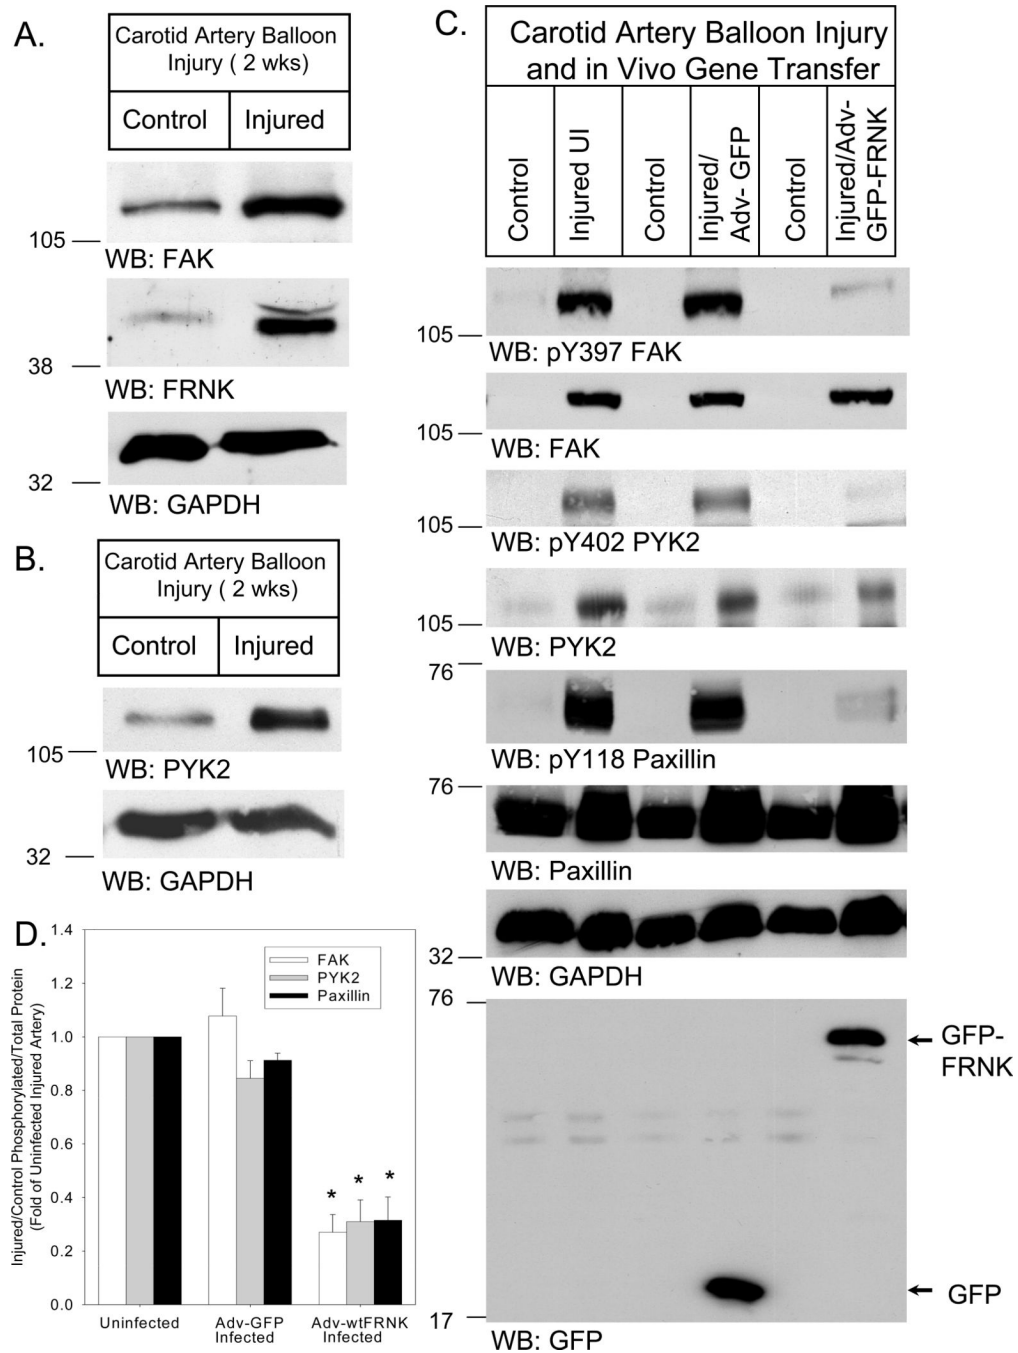 A.
Carotid Artery Balloon
Injury ( 2 wks)
Control
Injured
105
WB: FAK
38
WB: FRNK
32
WB: GAPDH
B.
Carotid Artery Balloon
Injury ( 2 wks)
Control
Injured
105
WB: PYK2
32
WB: GAPDH
C.
Carotid Artery Balloon Injury
and in Vivo Gene Transfer
Control
Injured UI
Control
Injured/
Adv- GFP
Control
Injured/Adv-
GFP-FRNK
105
WB: pY397 FAK
105
WB: FAK
105
WB: pY402 PYK2
105
WB: PYK2
76
WB: pY118 Paxillin
76
WB: Paxillin
32
WB: GAPDH
76
GFP-
FRNK
GFP
17
WB: GFP
D.
Injured/Control Phosphorylated/Total Protein
(Fold of Uninfected Injured Artery)
1.4
1.2
1.0
0.8
0.6
0.4
0.2
0.0
FAK
PYK2
Paxillin
* * *
Uninfected
Adv-GFP
Infected
Adv-wtFRNK
Infected